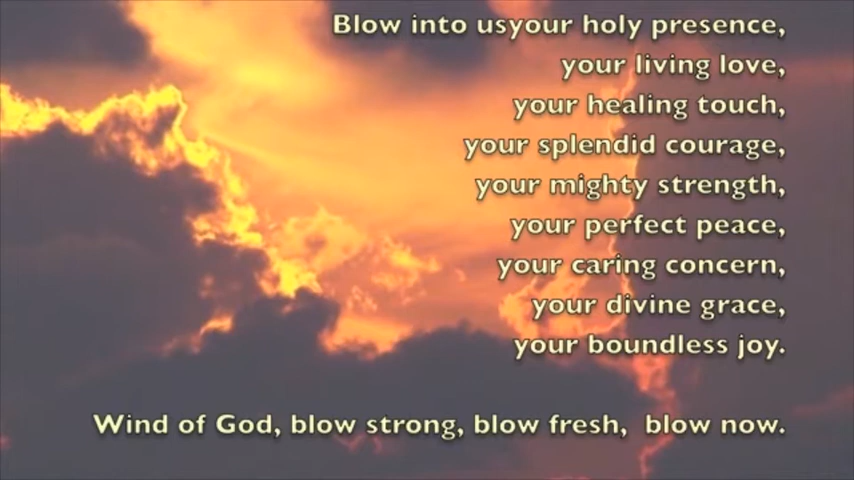 Blow into usyour holy presence,
your living love,
your healing touch,
your splendid courage,
your mighty strength,
your perfect peace,
your caring concern,
your divine grace,
your boundless joy.
Wind of God, blow strong, blow fresh,  blow now.